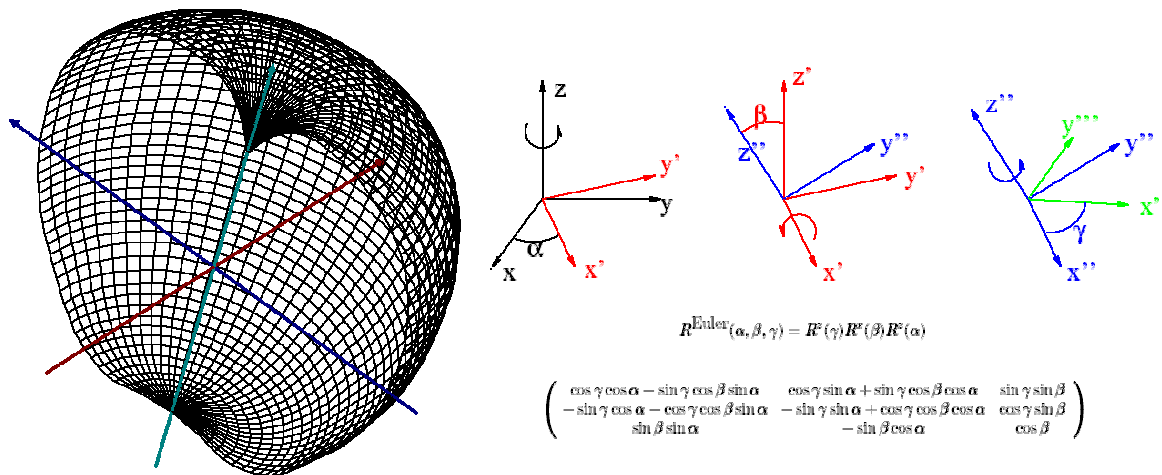 z
y'
y
α
x
x'
z'
β
z''
y''
y'
x'
z''
y'''
y''
x'''
γ
x''
R^Euler(α, β, γ) = R^z(γ)R^x(β)R^z(α)
( cos γ cos α − sin γ cos β sin α cos γ sin α + sin γ cos β cos α sin γ sin β
− sin γ cos α − cos γ cos β sin α − sin γ sin α + cos γ cos β cos α cos γ sin β
sin β sin α − sin β cos α cos β )